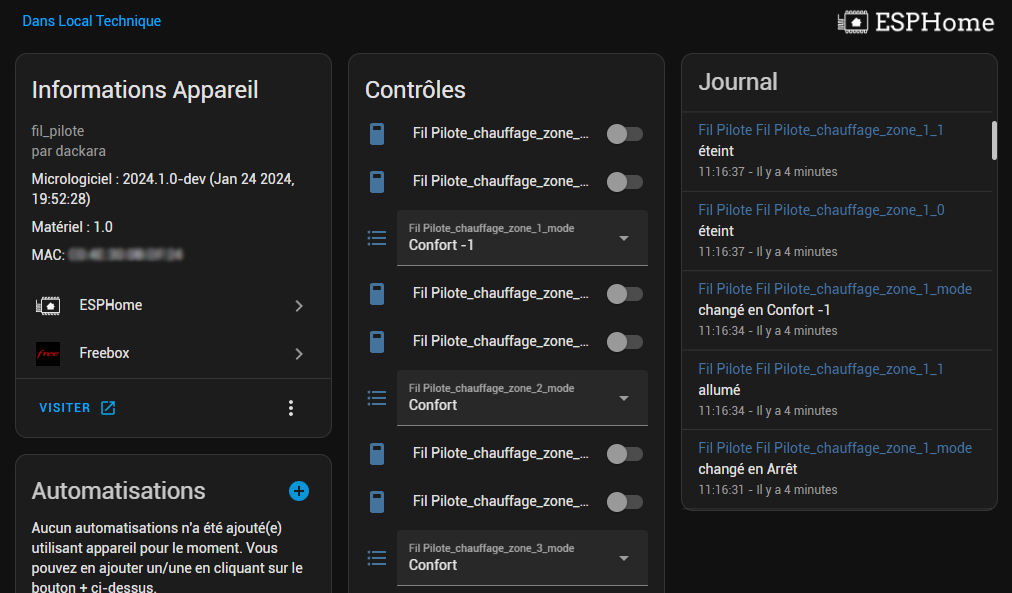 Dans Local Technique
ESPHome
Informations Appareil
fil_pilote
par dackara
Micrologiciel : 2024.1.0-dev (Jan 24 2024,
19:52:28)
Matériel : 1.0
MAC:
ESPHome
free
Freebox
VISITER
Automatisations
Aucun automatisations n'a été ajouté(e)
utilisant appareil pour le moment. Vous
pouvez en ajouter un/une en cliquant sur le
bouton + ci-dessus.
Contrôles
Fil Pilote_chauffage_zone_...
Fil Pilote_chauffage_zone_...
Fil Pilote_chauffage_zone_1_mode
Confort -1
Fil Pilote_chauffage_zone_...
Fil Pilote_chauffage_zone_...
Fil Pilote_chauffage_zone_2_mode
Confort
Fil Pilote_chauffage_zone_...
Fil Pilote_chauffage_zone_...
Fil Pilote_chauffage_zone_3_mode
Confort
Journal
Fil Pilote Fil Pilote_chauffage_zone_1_1
éteint
11:16:37 - Il y a 4 minutes
Fil Pilote Fil Pilote_chauffage_zone_1_0
éteint
11:16:37 - Il y a 4 minutes
Fil Pilote Fil Pilote_chauffage_zone_1_mode
changé en Confort -1
11:16:34 - Il y a 4 minutes
Fil Pilote Fil Pilote_chauffage_zone_1_1
allumé
11:16:34 - Il y a 4 minutes
Fil Pilote Fil Pilote_chauffage_zone_1_mode
changé en Arrêt
11:16:31 - Il y a 4 minutes